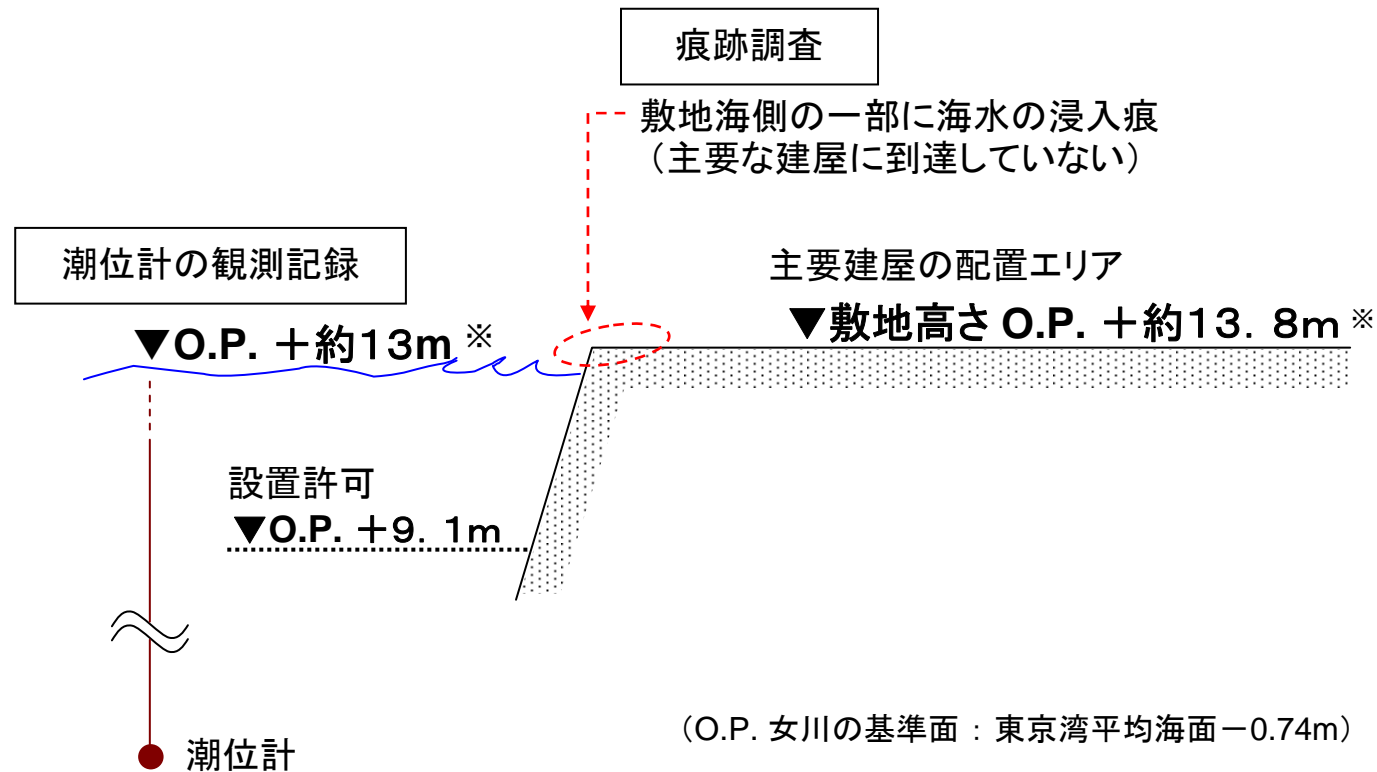 痕跡調査
敷地海側の一部に海水の浸入痕
（主要な建屋に到達していない）
潮位計の観測記録
主要建屋の配置エリア
▼O.P. ＋約13m ※
▼敷地高さ O.P. ＋約13．8m ※
設置許可
▼O.P. ＋9．1m
（O.P. 女川の基準面 : 東京湾平均海面－0.74m）
潮位計